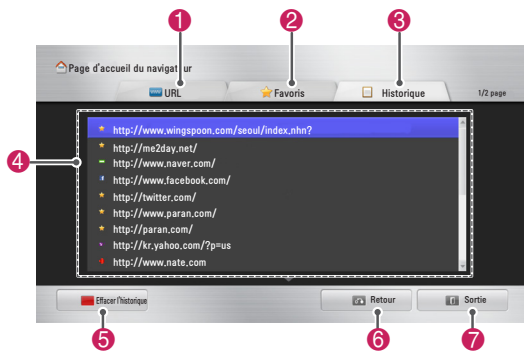 1 2 3
Page d'accueil du navigateur
URL Favoris Historique 1/2 page
http://www.wingspoon.com/seoul/index.nhn?
http://me2day.net/
http://www.naver.com/
http://www.facebook.com/
http://twitter.com/
http://www.paran.com/
http://paran.com/
http://kr.yahoo.com/?p=us
http://www.nate.com
4
Effacer l'historique Retour Sortie
5 6 7